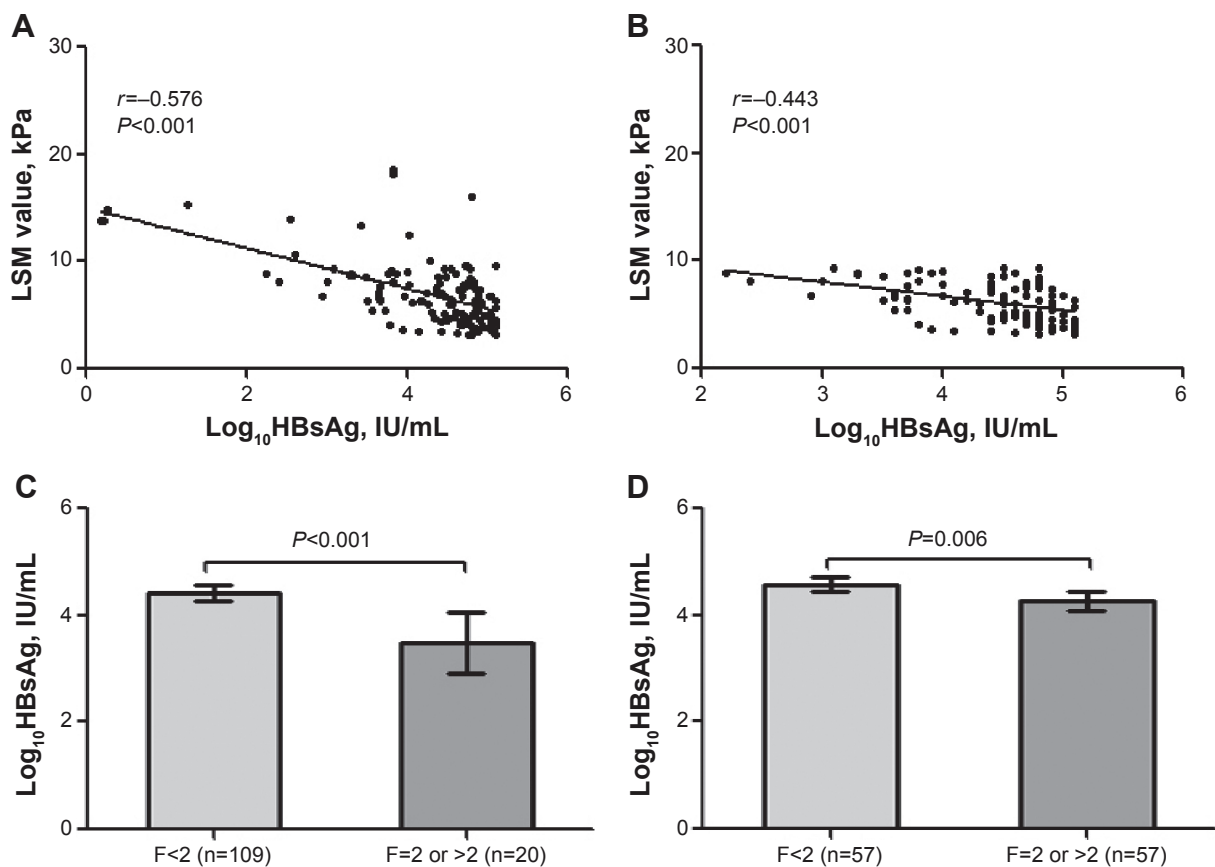 A
30
20
10
0
LSM value, kPa
r=–0.576
P<0.001
0 2 4 6
Log10HBsAg, IU/mL
B
30
20
10
0
LSM value, kPa
r=–0.443
P<0.001
2 3 4 5 6
Log10HBsAg, IU/mL
C
6
4
2
0
Log10HBsAg, IU/mL
P<0.001
F<2 (n=109) F=2 or >2 (n=20)
D
6
4
2
0
Log10HBsAg, IU/mL
P=0.006
F<2 (n=57) F=2 or >2 (n=57)